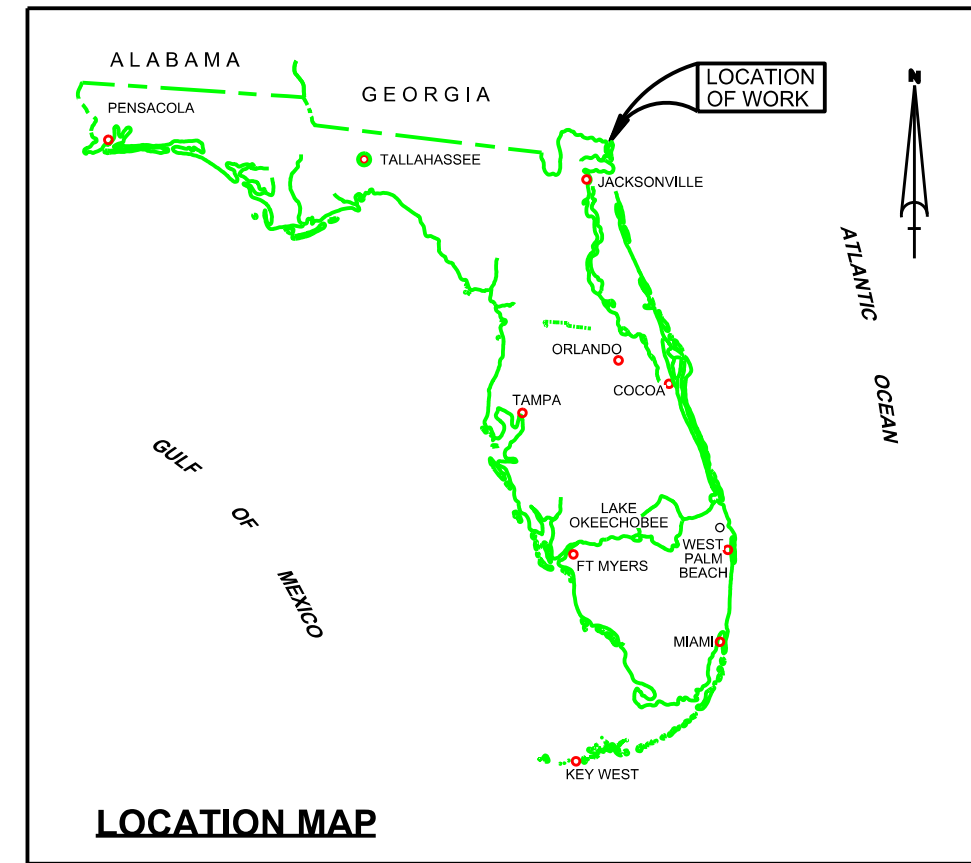 ALABAMA
GEORGIA
LOCATION
OF WORK
N
PENSACOLA
TALLAHASSEE
JACKSONVILLE
ATLANTIC
OCEAN
ORLANDO
COCOA
TAMPA
GULF
OF
MEXICO
LAKE
OKEECHOBEE
WEST
PALM
BEACH
FT MYERS
MIAMI
KEY WEST
LOCATION MAP